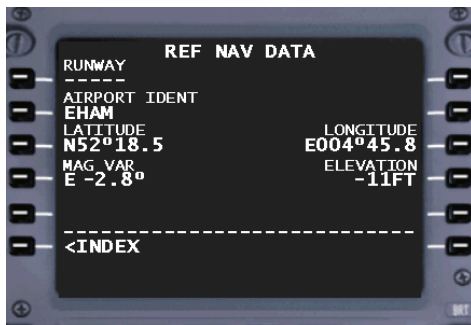 REF NAV DATA
RUNWAY
-----
AIRPORT IDENT
EHAM
LATITUDE LONGITUDE
N52º18.5 E004º45.8
MAG VAR ELEVATION
E -2.8º -11FT
----------------------------
<INDEX
BRT